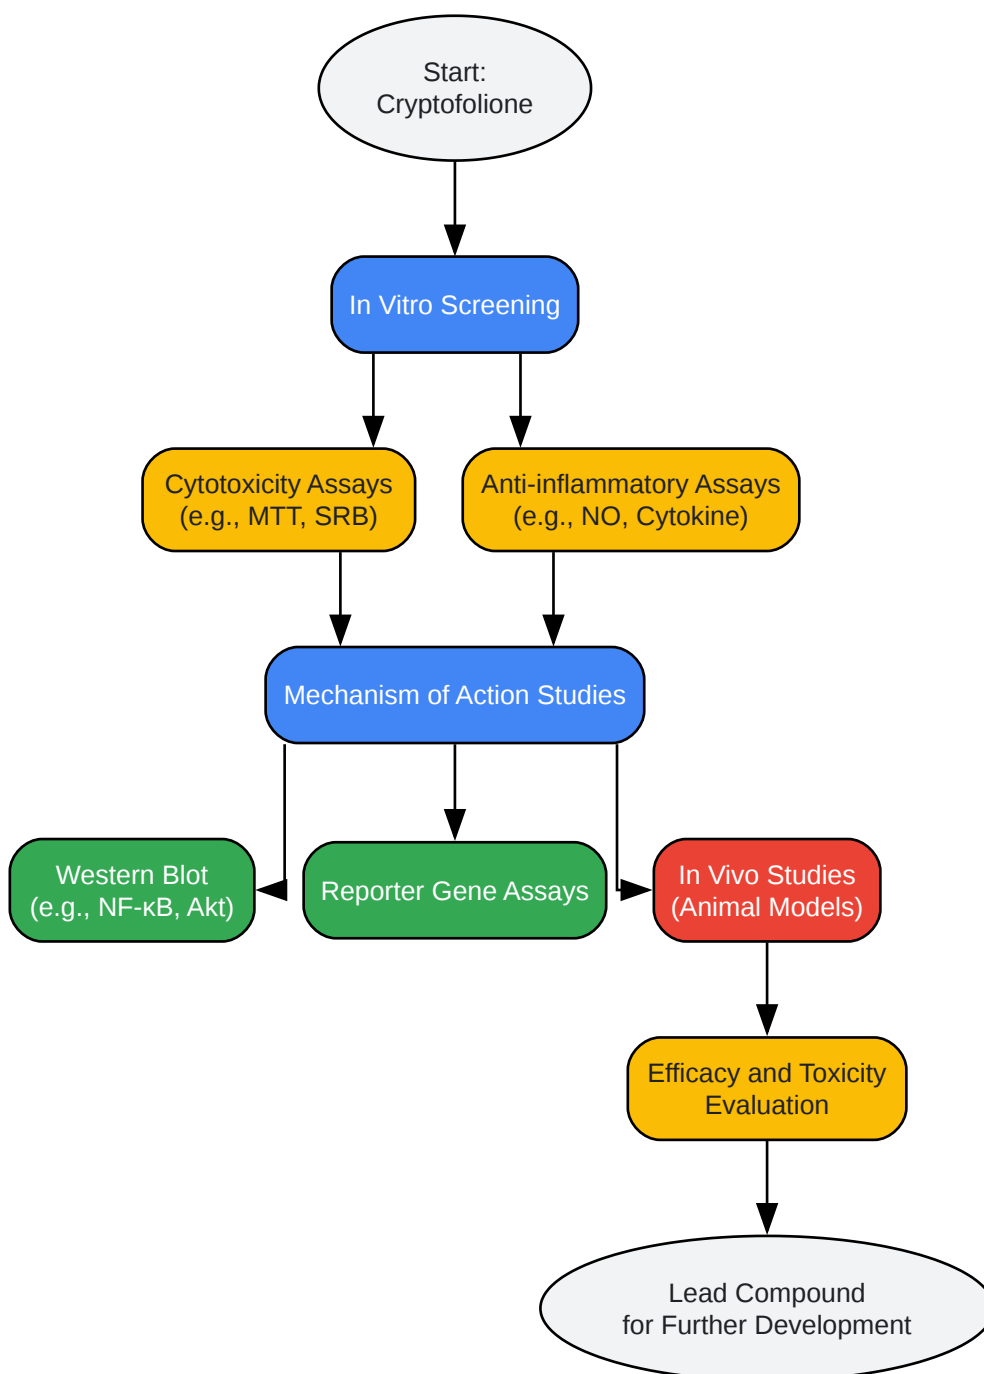 Start:
Cryptofolione
In Vitro Screening
Cytotoxicity Assays
(e.g., MTT, SRB)
Anti-inflammatory Assays
(e.g., NO, Cytokine)
Mechanism of Action Studies
Western Blot
(e.g., NF-κB, Akt)
Reporter Gene Assays
In Vivo Studies
(Animal Models)
Efficacy and Toxicity
Evaluation
Lead Compound
for Further Development